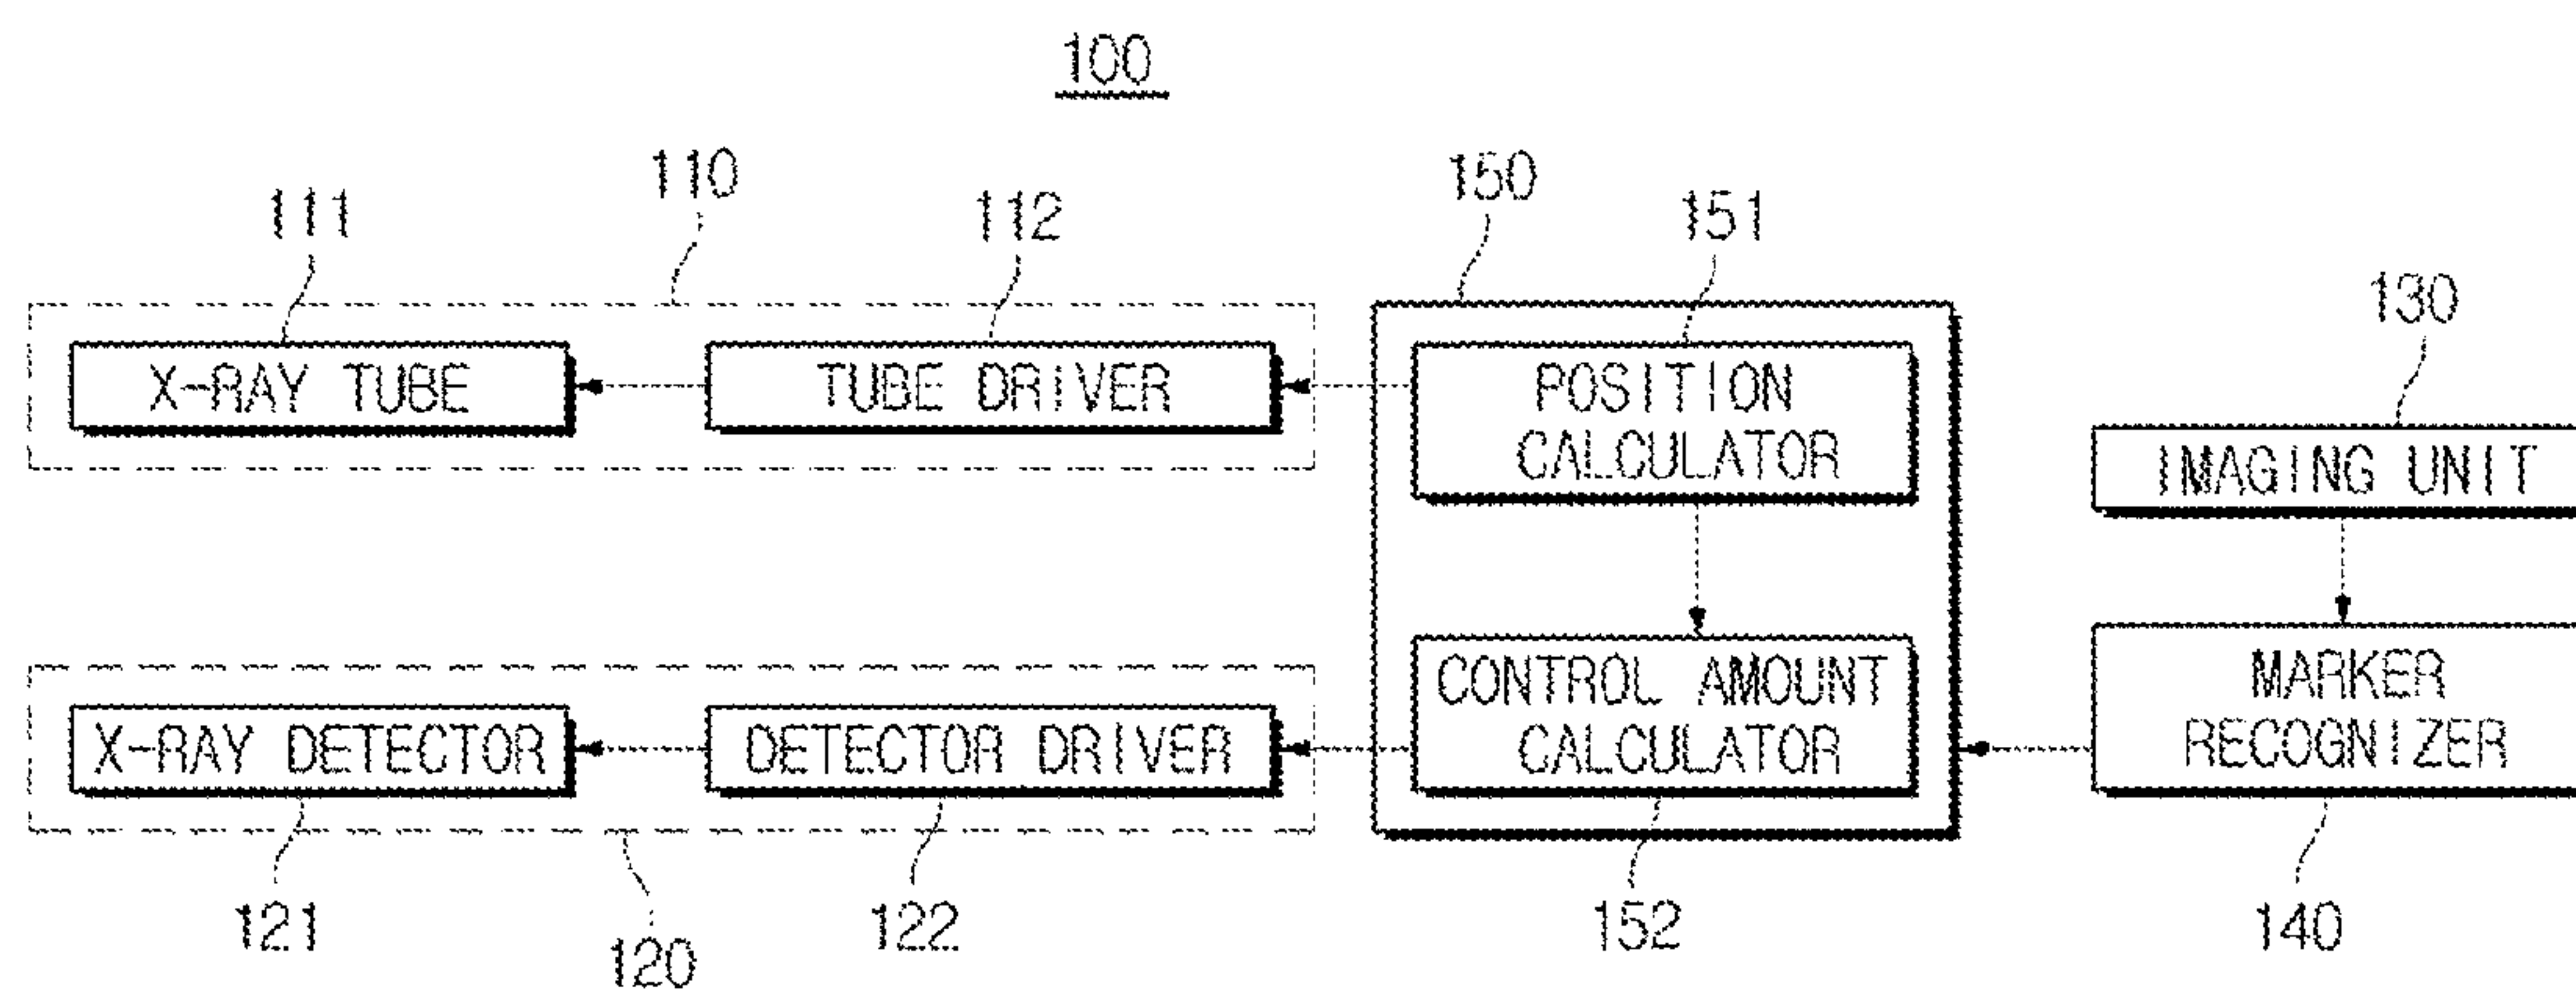 100
110
150
111
112
151
130
X-RAY TUBE
TUBE DRIVER
POSITION
CALCULATOR
IMAGING UNIT
X-RAY DETECTOR
DETECTOR DRIVER
CONTROL AMOUNT
CALCULATOR
MARKER
RECOGNIZER
121
120
122
152
140